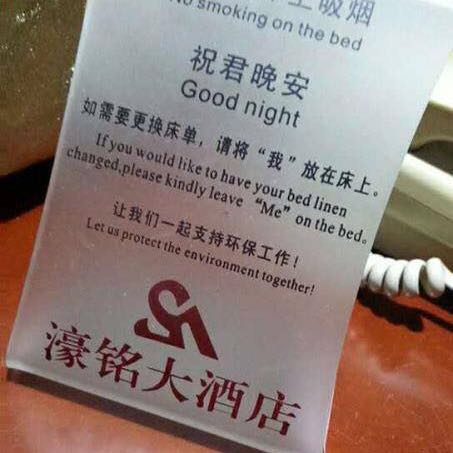 上吸烟
No smoking on the bed
祝君晚安
Good night
如需要更换床单，请将“我”放在床上。
If you would like to have your bed linen
changed,please kindly leave “Me” on the bed。
让我们一起支持环保工作！
Let us protect the environment together!
濠铭大酒店